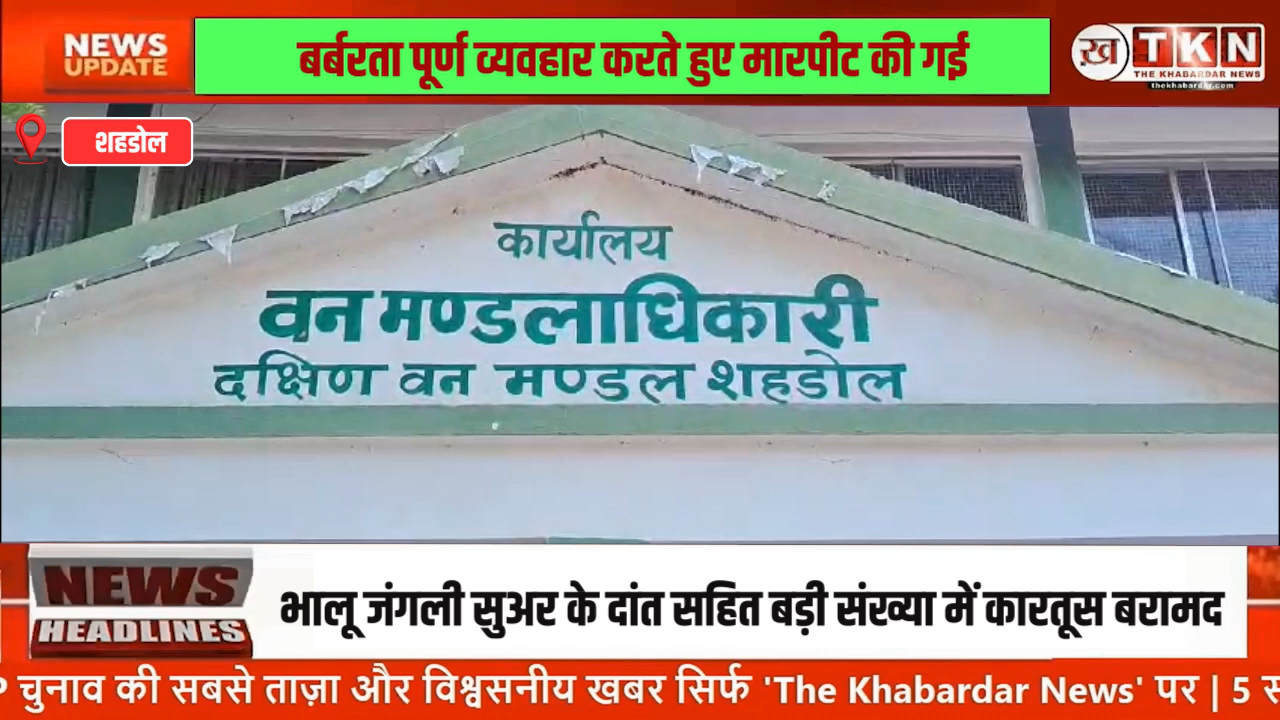 NEWS
UPDATE
बर्बरता पूर्ण व्यवहार करते हुए मारपीट की गई
ख़ TKN
THE KHABARDAR NEWS
thekhabardar.com
शहडोल
कार्यालय
वन मण्डलाधिकारी
दक्षिण वन मण्डल शहडोल
NEWS
HEADLINES
भालू जंगली सुअर के दांत सहित बड़ी संख्या में कारतूस बरामद
चुनाव की सबसे ताज़ा और विश्वसनीय खबर सिर्फ 'The Khabardar News' पर | 5